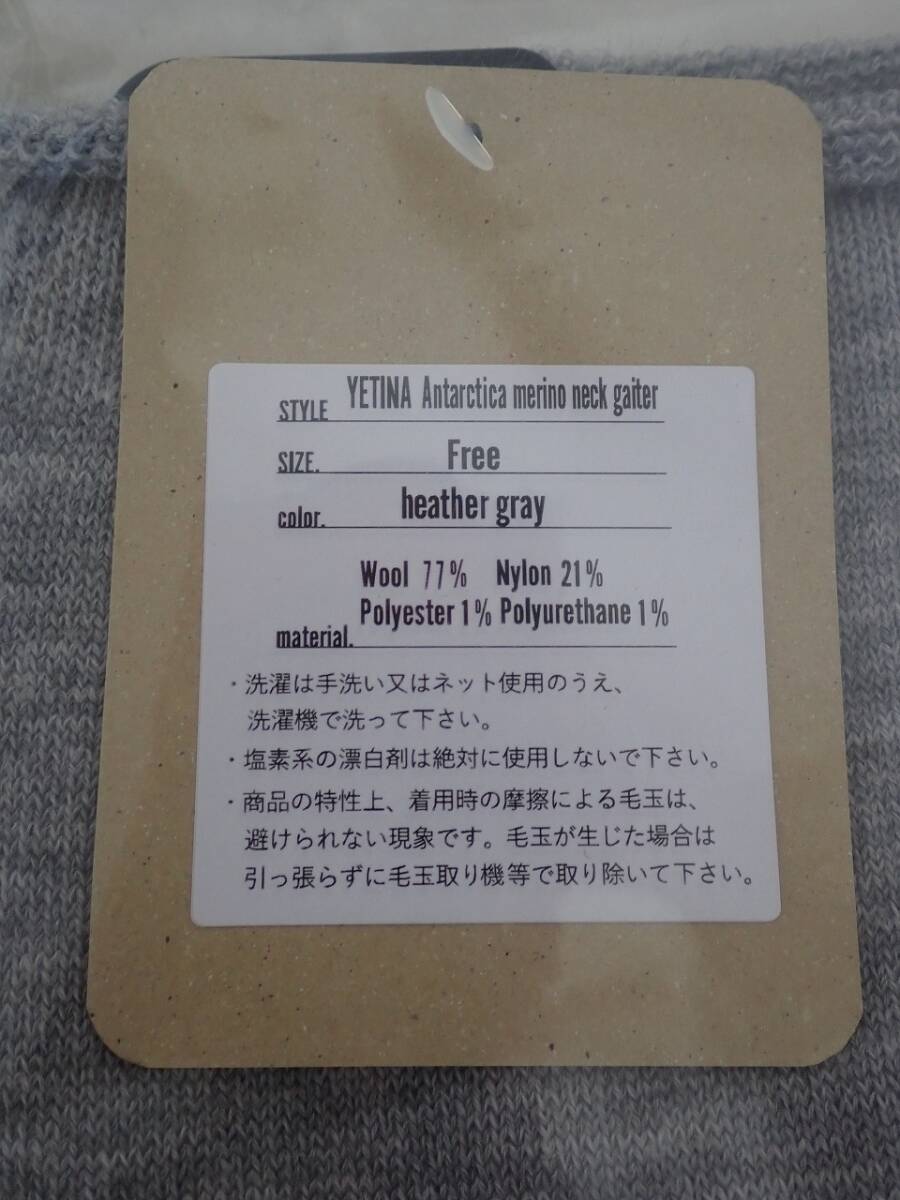 STYLE YETINA Antarctica merino neck gaiter
SIZE. Free
color. heather gray
Wool 77% Nylon 21%
Polyester 1% Polyurethane 1%
material.
・洗濯は手洗い又はネット使用のうえ、
洗濯機で洗って下さい。
・塩素系の漂白剤は絶対に使用しないで下さい。
・商品の特性上、着用時の摩擦による毛玉は、
避けられない現象です。毛玉が生じた場合は
引っ張らずに毛玉取り機等で取り除いて下さい。